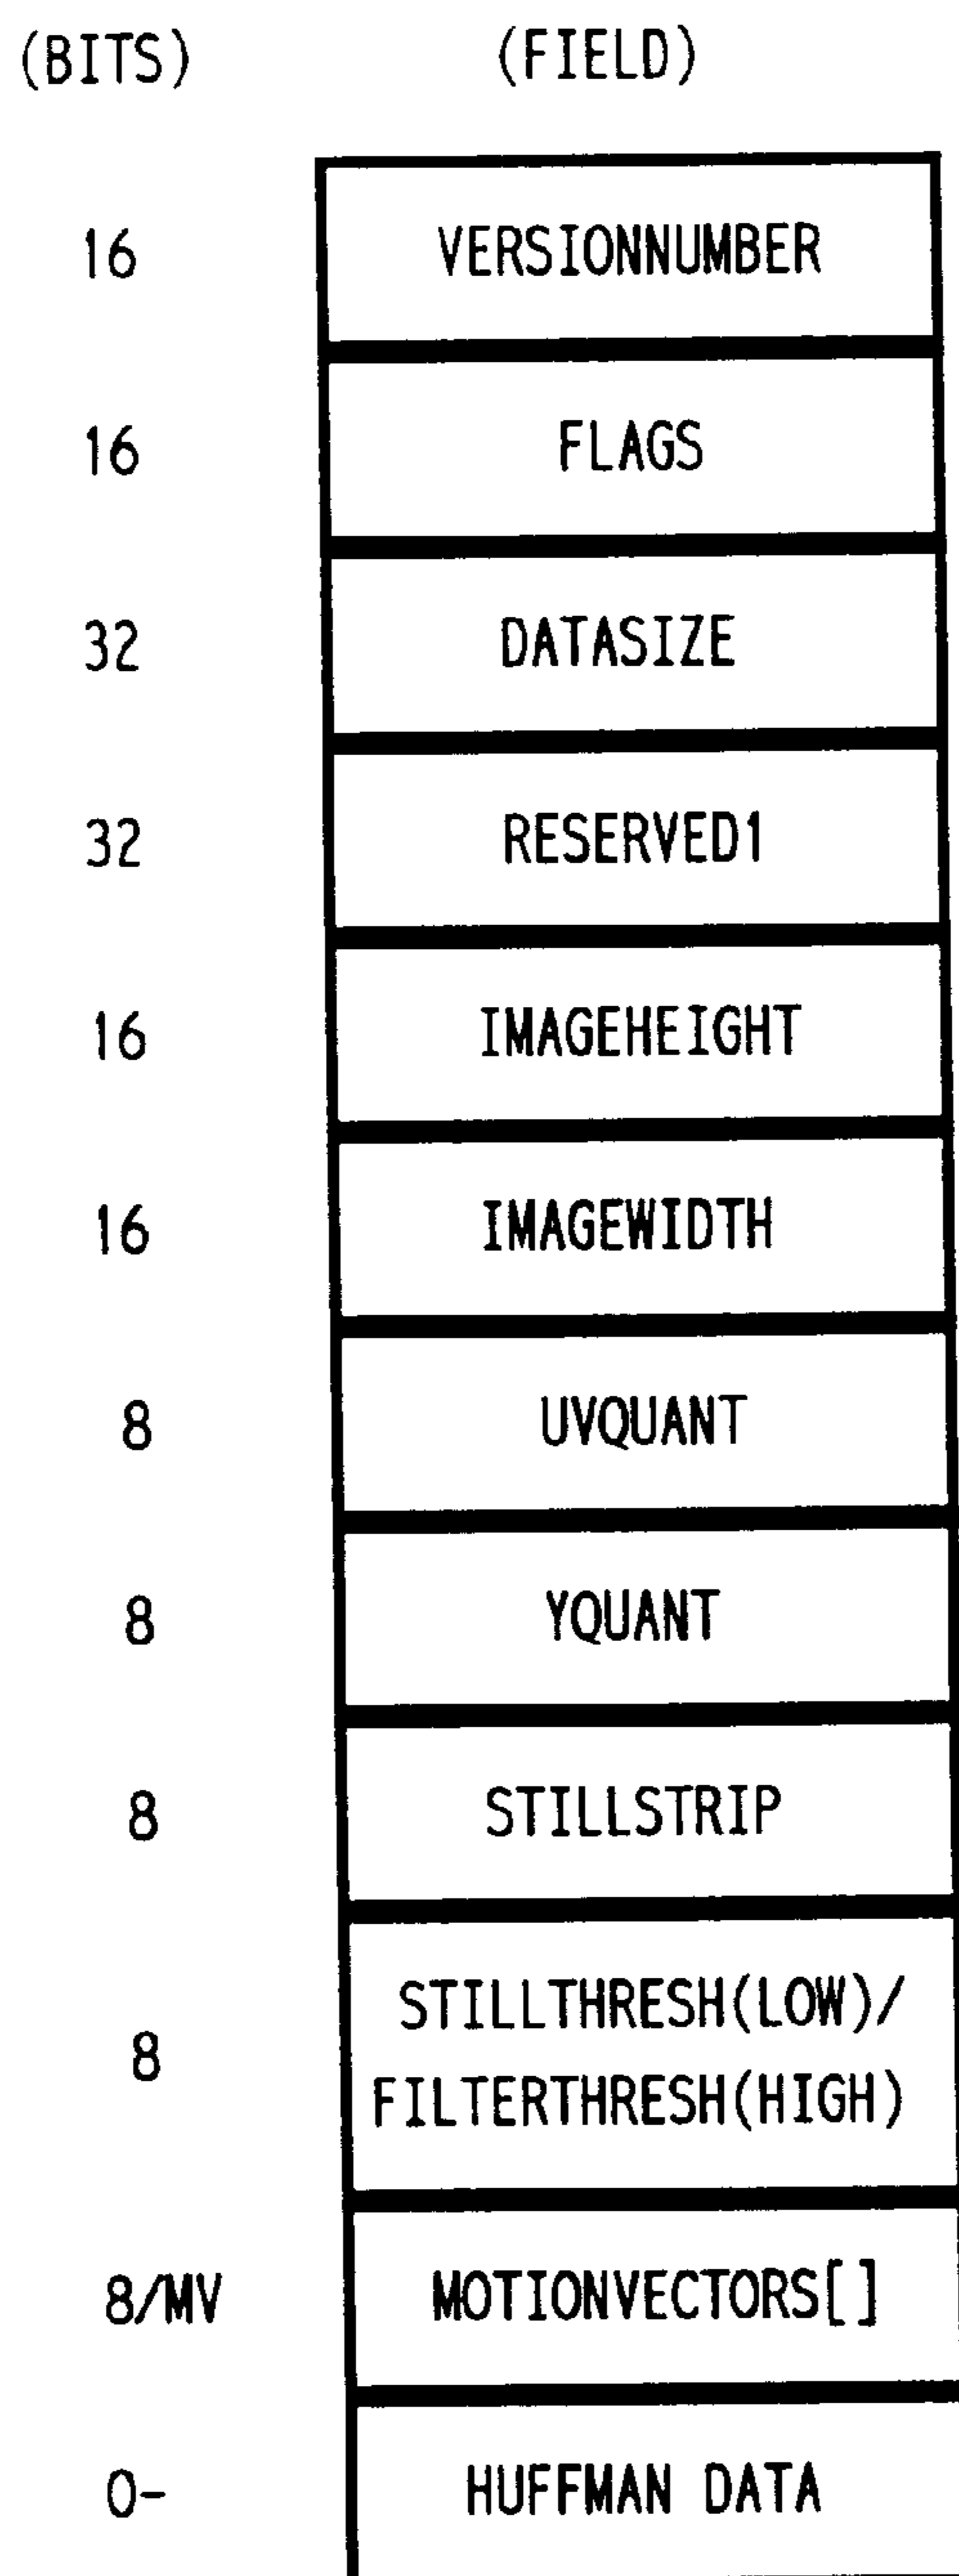 (BITS) (FIELD)
16 VERSIONNUMBER
16 FLAGS
32 DATASIZE
32 RESERVED1
16 IMAGEHEIGHT
16 IMAGEWIDTH
8 UVQUANT
8 YQUANT
8 STILLSTRIP
8 STILLTHRESH(LOW)/
FILTERTHRESH(HIGH)
8/MV MOTIONVECTORS[]
0- HUFFMAN DATA